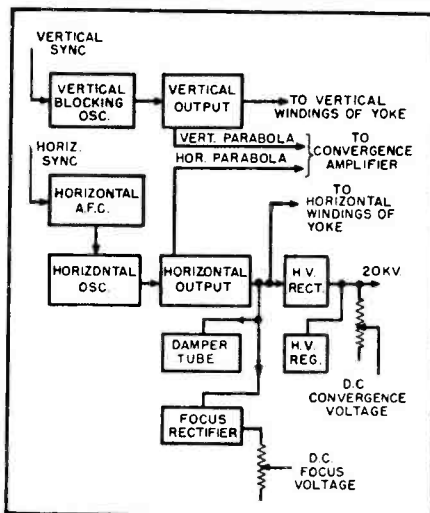 VERTICAL
SYNC
VERTICAL
BLOCKING
OSC.
VERTICAL
OUTPUT
TO VERTICAL
WINDINGS OF YOKE
VERT. PARABOLA
HOR. PARABOLA
TO
CONVERGENCE
AMPLIFIER
HORIZ.
SYNC
HORIZONTAL
A.F.C.
TO
HORIZONTAL
WINDINGS OF
YOKE
HORIZONTAL
OSC.
HORIZONTAL
OUTPUT
H.V.
RECT.
20KV.
DAMPER
TUBE
H.V.
REG.
D.C.
CONVERGENCE
VOLTAGE
FOCUS
RECTIFIER
D.C.
FOCUS
VOLTAGE